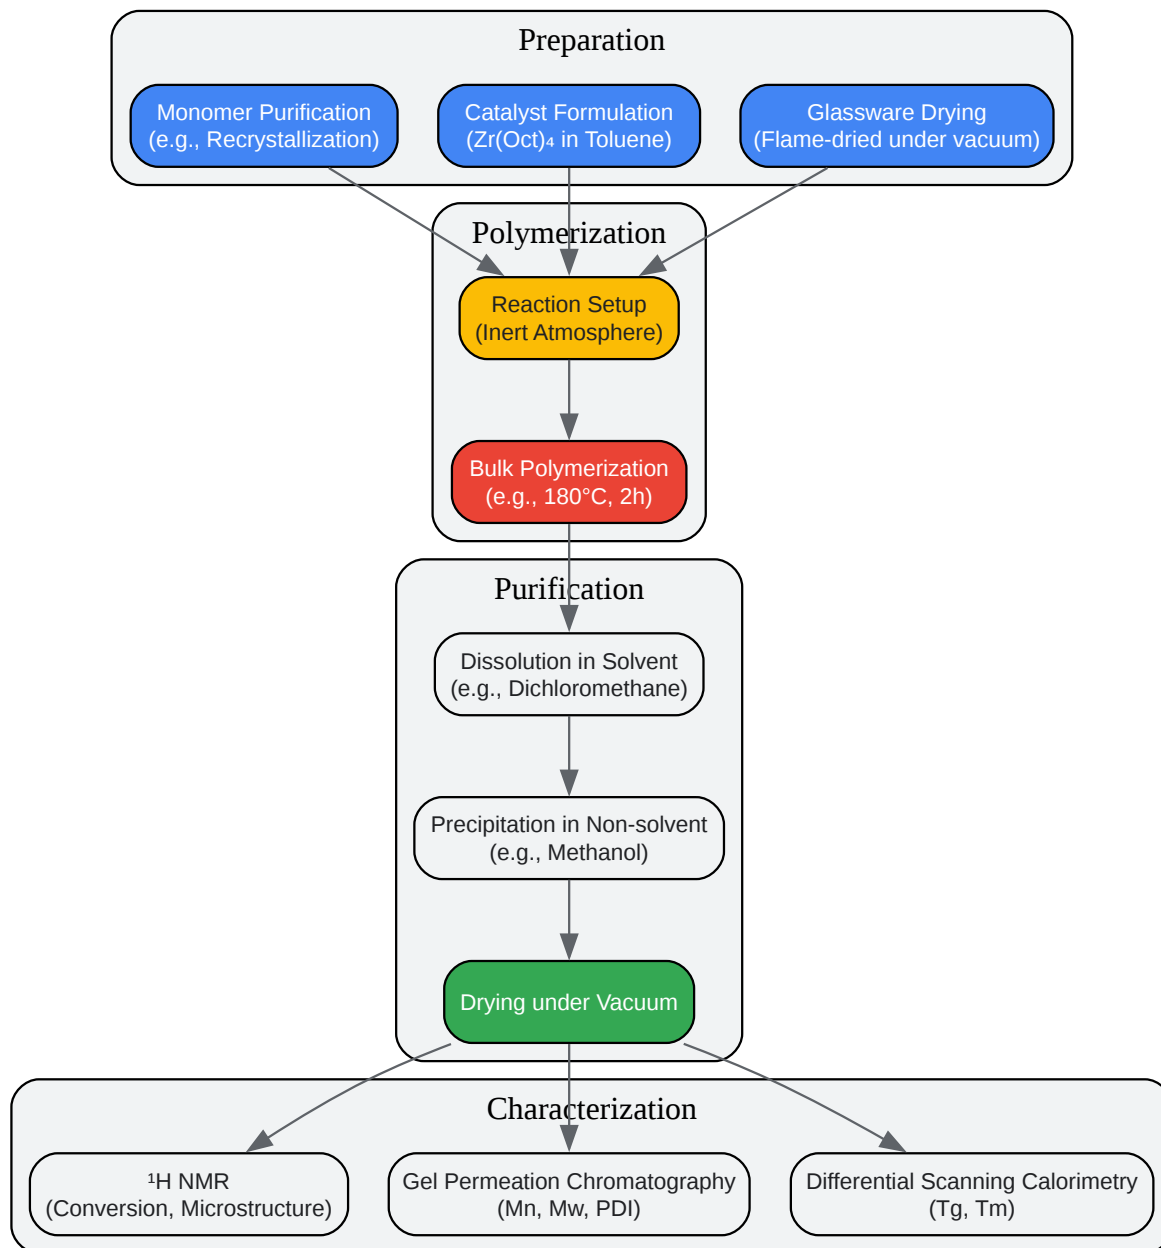 Preparation
Monomer Purification
(e.g., Recrystallization)
Catalyst Formulation
(Zr(Oct)₄ in Toluene)
Glassware Drying
(Flame-dried under vacuum)
Polymerization
Reaction Setup
(Inert Atmosphere)
Bulk Polymerization
(e.g., 180°C, 2h)
Purification
Dissolution in Solvent
(e.g., Dichloromethane)
Precipitation in Non-solvent
(e.g., Methanol)
Drying under Vacuum
Characterization
¹H NMR
(Conversion, Microstructure)
Gel Permeation Chromatography
(Mn, Mw, PDI)
Differential Scanning Calorimetry
(Tg, Tm)